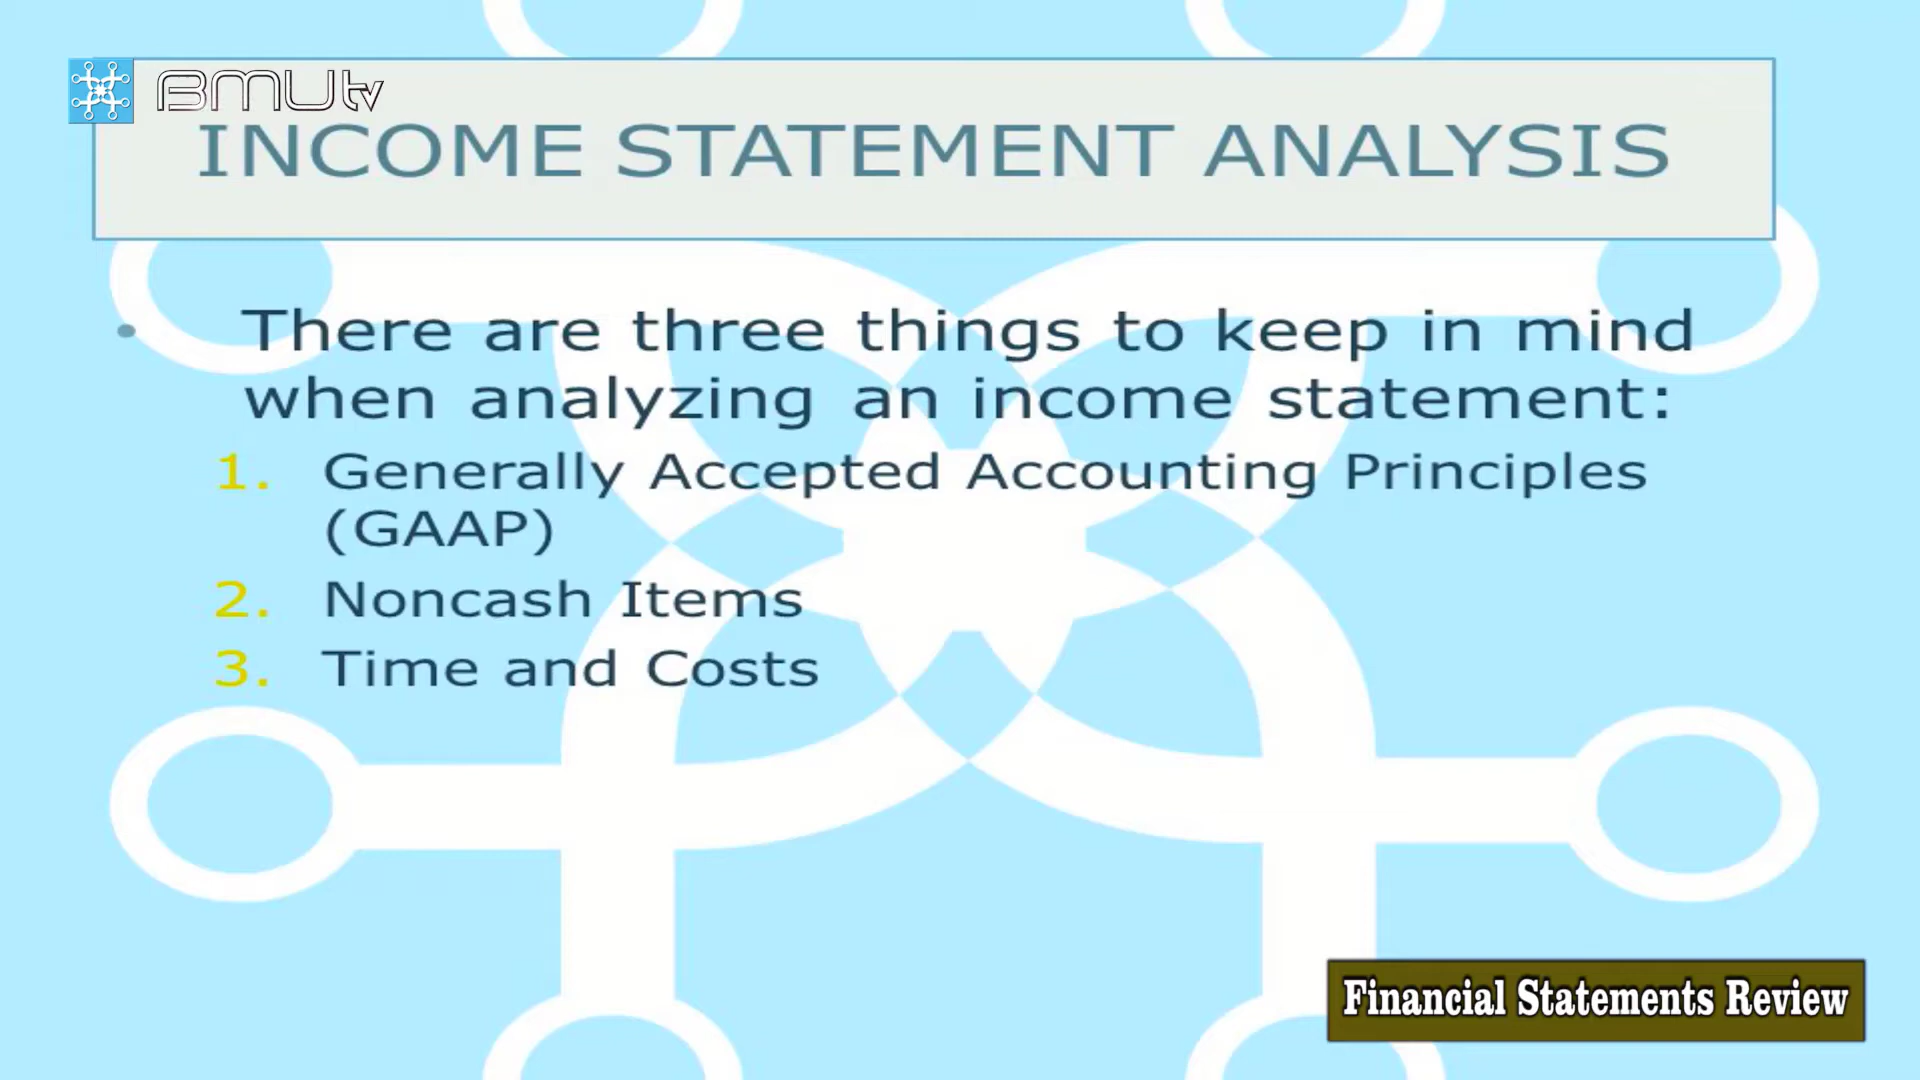 BMUtv
INCOME STATEMENT ANALYSIS
• There are three things to keep in mind
when analyzing an income statement:
1. Generally Accepted Accounting Principles
(GAAP)
2. Noncash Items
3. Time and Costs
Financial Statements Review